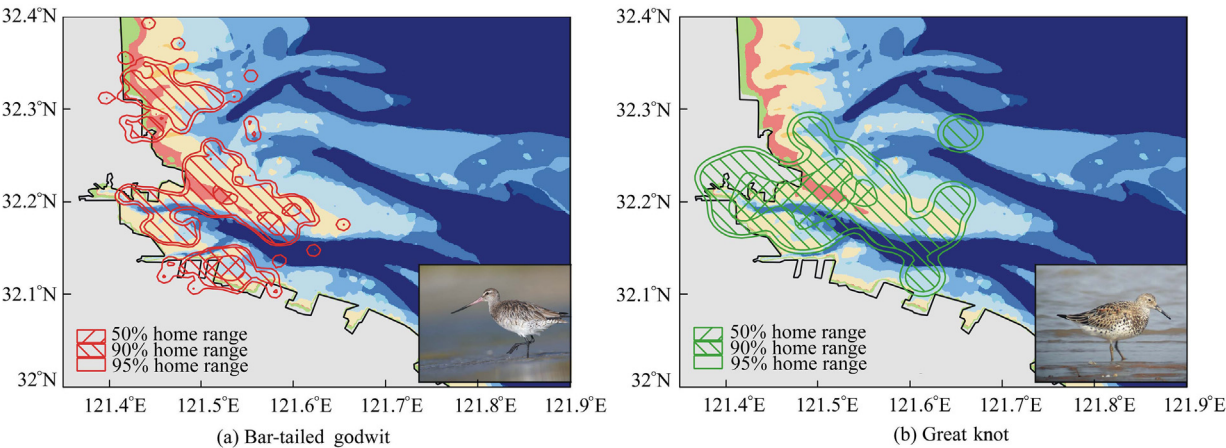 32.4°N
32.3°N
32.2°N
32.1°N
32°N
50% home range
90% home range
95% home range
121.4°E 121.5°E 121.6°E 121.7°E 121.8°E 121.9°E
(a) Bar-tailed godwit
32.4°N
32.3°N
32.2°N
32.1°N
32°N
50% home range
90% home range
95% home range
121.4°E 121.5°E 121.6°E 121.7°E 121.8°E 121.9°E
(b) Great knot